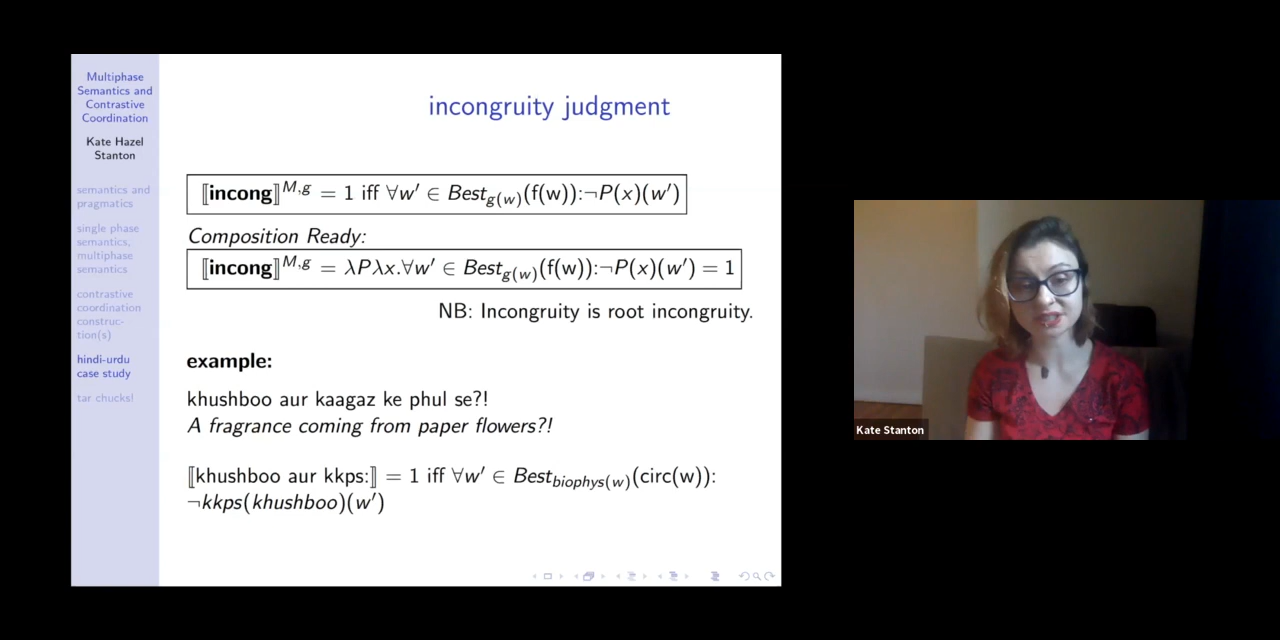 Multiphase
Semantics and
Contrastive
Coordination
Kate Hazel
Stanton
semantics and
pragmatics
single phase
semantics,
multiphase
semantics
contrastive
coordination
construc-
tion(s)
hindi-urdu
case study
tar chucks!
incongruity judgment
⟦incong⟧^{M,g} = 1 iff ∀w′ ∈ Best_{g(w)}(f(w)):¬P(x)(w′)
Composition Ready:
⟦incong⟧^{M,g} = λPλx.∀w′ ∈ Best_{g(w)}(f(w)):¬P(x)(w′) = 1
NB: Incongruity is root incongruity.
example:
khushboo aur kaagaz ke phul se?!
A fragrance coming from paper flowers?!
⟦khushboo aur kkps:⟧ = 1 iff ∀w′ ∈ Best_{biophys(w)}(circ(w)):
¬kkps(khushboo)(w′)
Kate Stanton